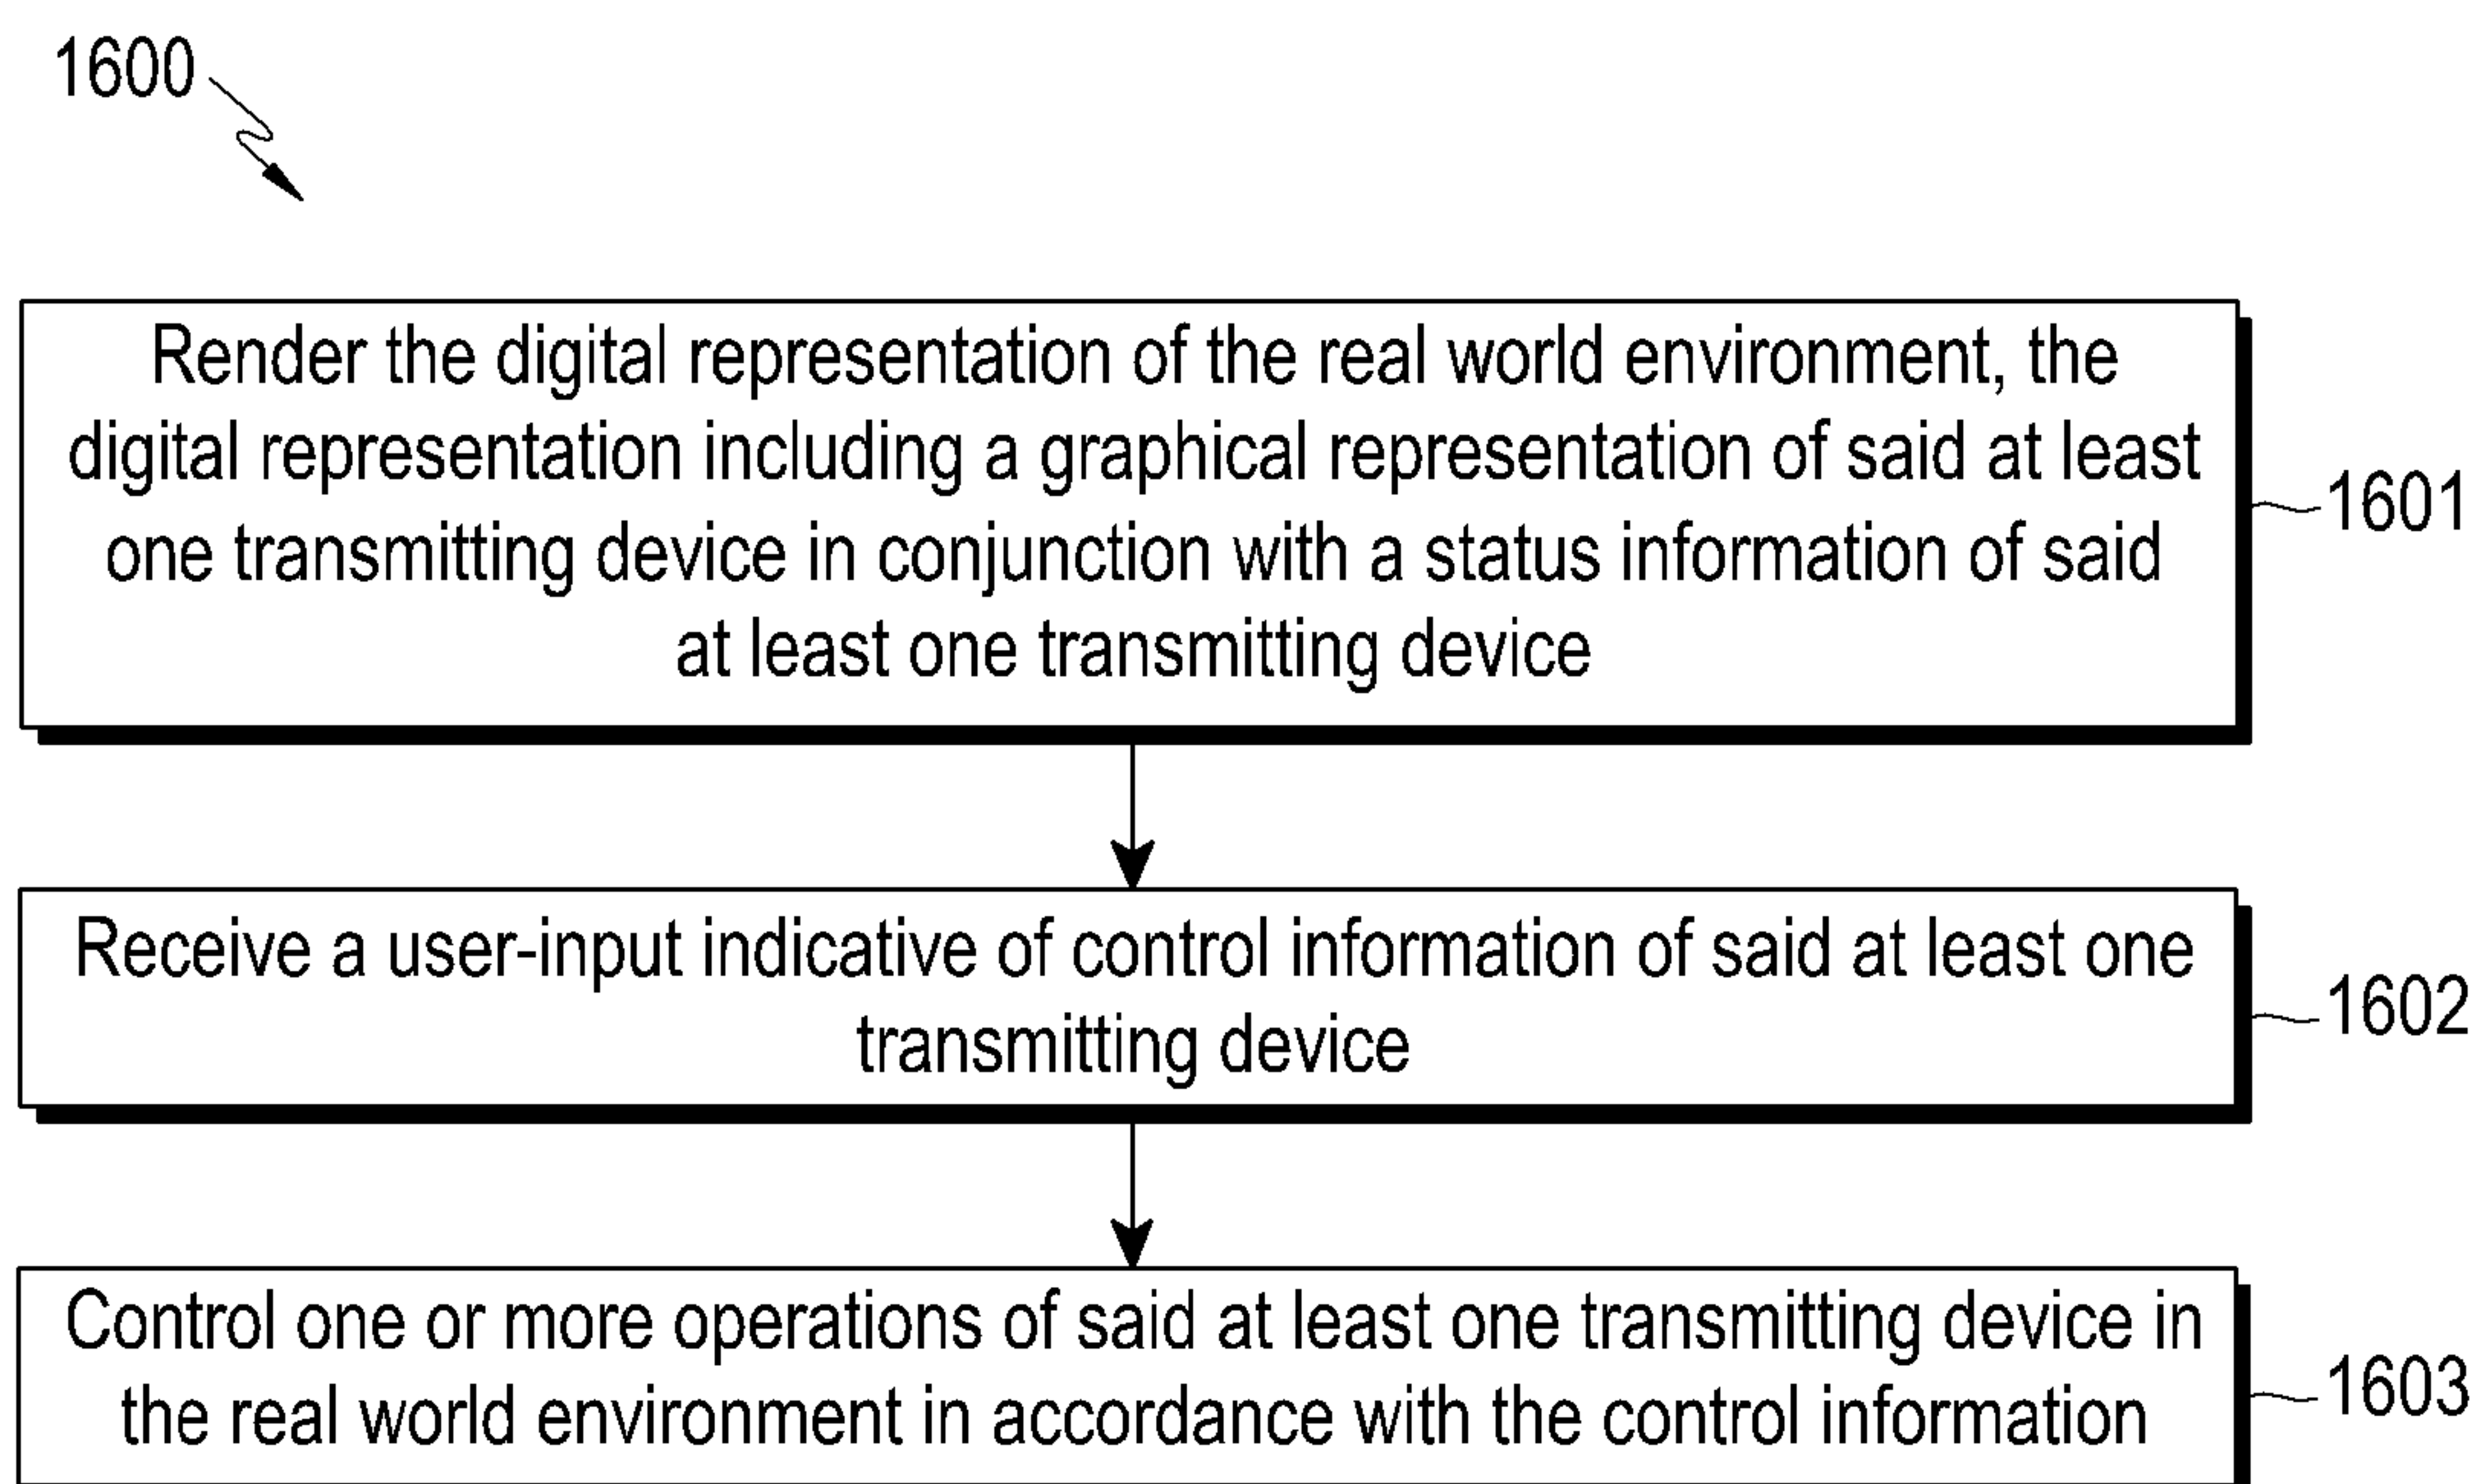 1600
Render the digital representation of the real world environment, the
digital representation including a graphical representation of said at least
one transmitting device in conjunction with a status information of said
at least one transmitting device
1601
Receive a user-input indicative of control information of said at least one
transmitting device
1602
Control one or more operations of said at least one transmitting device in
the real world environment in accordance with the control information
1603